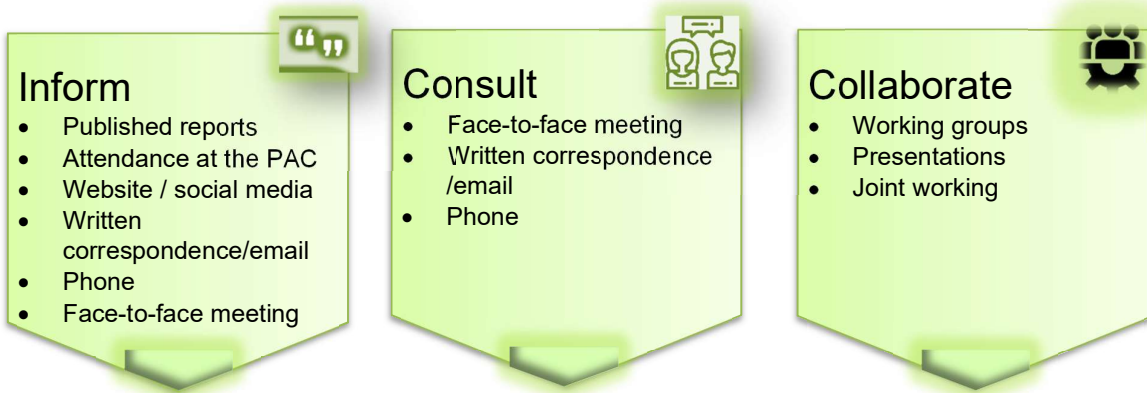 Inform
• Published reports
• Attendance at the PAC
• Website / social media
• Written
correspondence/email
• Phone
• Face-to-face meeting
Consult
• Face-to-face meeting
• Written correspondence
/email
• Phone
Collaborate
• Working groups
• Presentations
• Joint working